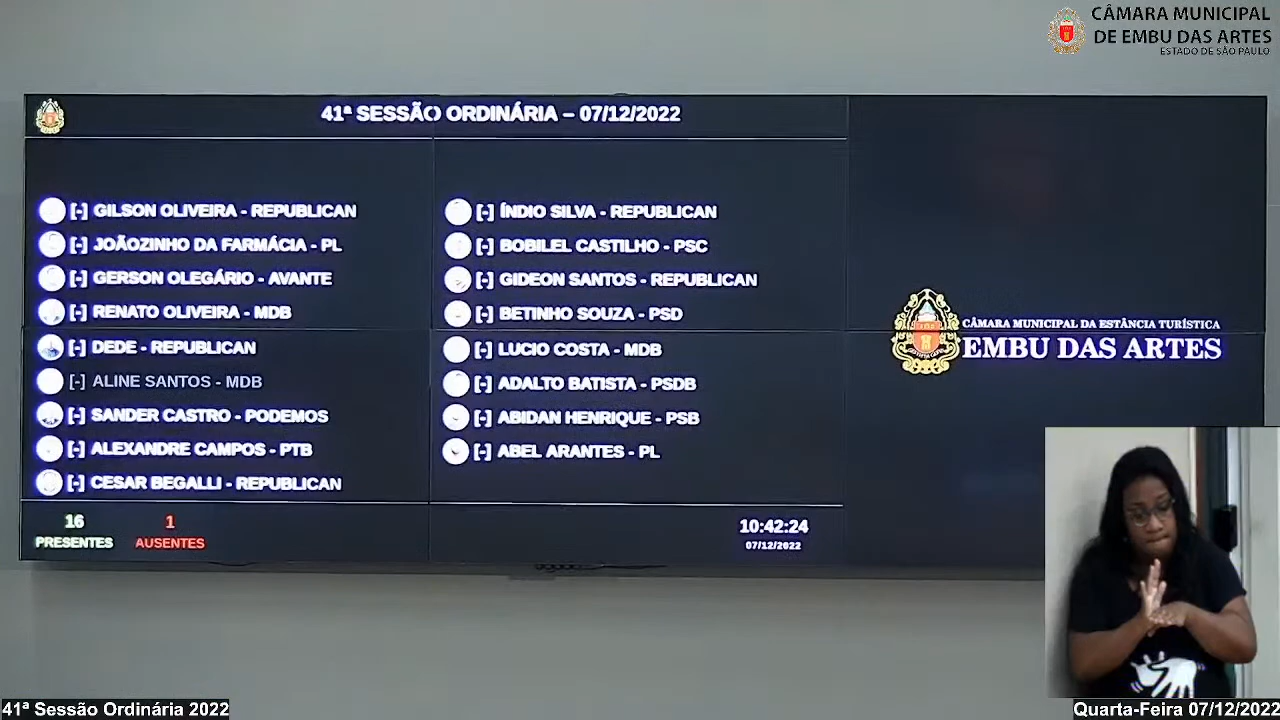 CÂMARA MUNICIPAL
DE EMBU DAS ARTES
ESTADO DE SÃO PAULO
41ª SESSÃO ORDINÁRIA – 07/12/2022
[-] GILSON OLIVEIRA - REPUBLICAN
[-] JOÃOZINHO DA FARMÁCIA - PL
[-] GERSON OLEGÁRIO - AVANTE
[-] RENATO OLIVEIRA - MDB
[-] DEDE - REPUBLICAN
[-] ALINE SANTOS - MDB
[-] SANDER CASTRO - PODEMOS
[-] ALEXANDRE CAMPOS - PTB
[-] CESAR BEGALLI - REPUBLICAN
[-] ÍNDIO SILVA - REPUBLICAN
[-] BOBILEL CASTILHO - PSC
[-] GIDEON SANTOS - REPUBLICAN
[-] BETINHO SOUZA - PSD
[-] LUCIO COSTA - MDB
[-] ADALTO BATISTA - PSDB
[-] ABIDAN HENRIQUE - PSB
[-] ABEL ARANTES - PL
16
PRESENTES
1
AUSENTES
10:42:24
07/12/2022
CÂMARA MUNICIPAL DA ESTÂNCIA TURÍSTICA
EMBU DAS ARTES
41ª Sessão Ordinária 2022
Quarta-Feira 07/12/2022